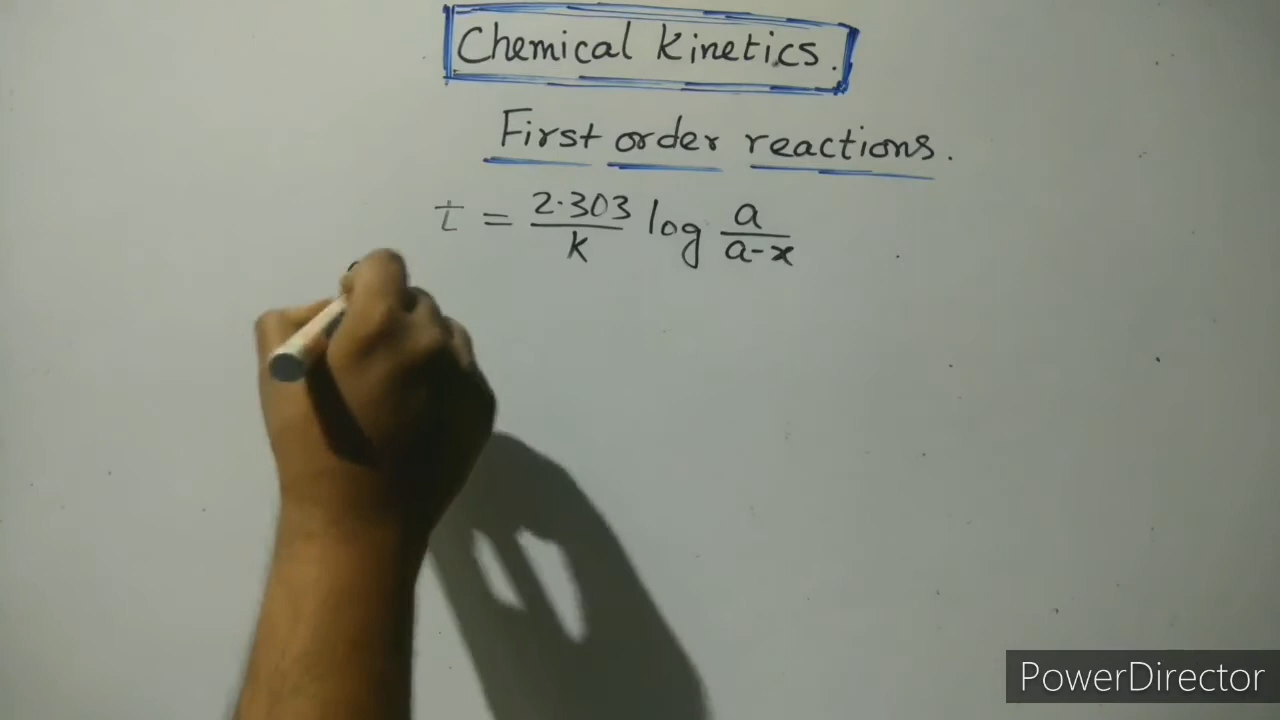 Chemical Kinetics.
First order reactions.
t = 2.303/k log a/a-x
PowerDirector